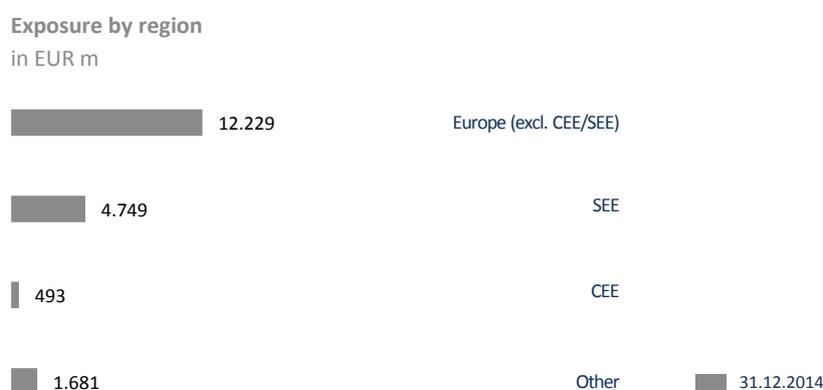 Exposure by region
in EUR m
12.229 Europe (excl. CEE/SEE)
4.749 SEE
493 CEE
1.681 Other 31.12.2014